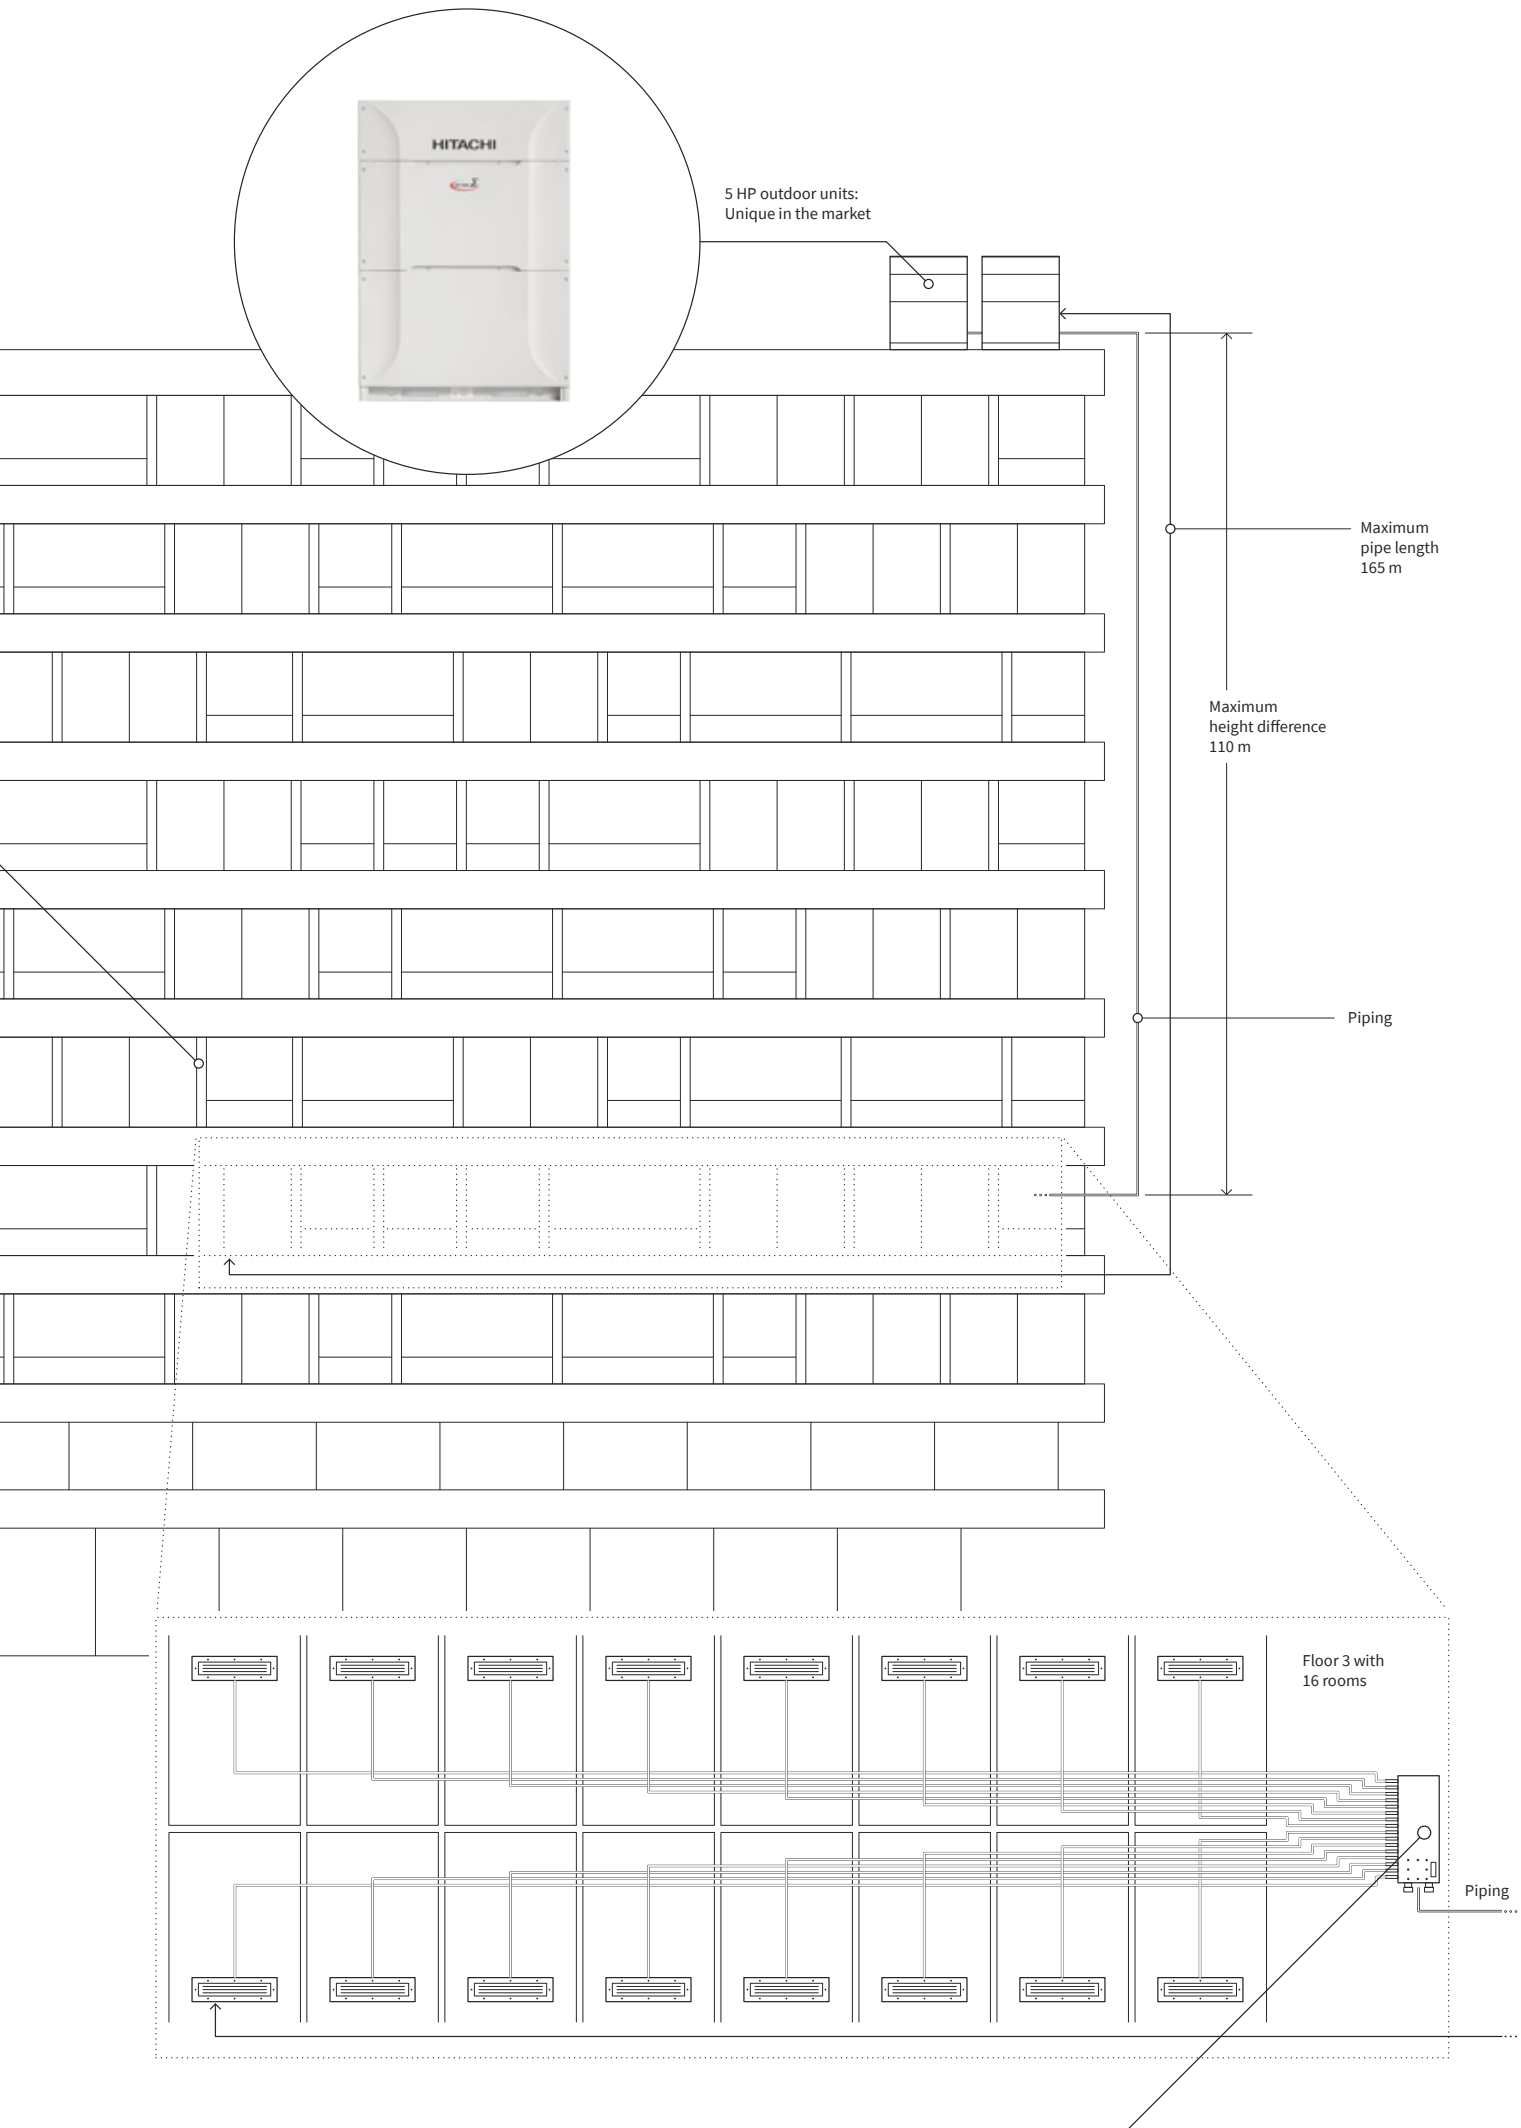 HITACHI
5 HP outdoor units:
Unique in the market
Maximum
pipe length
165 m
Maximum
height difference
110 m
Piping
Floor 3 with
16 rooms
Piping